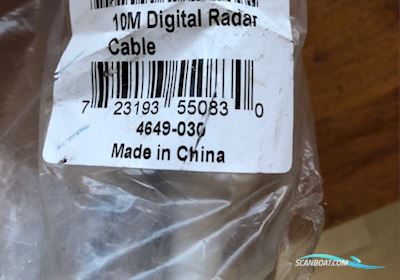 10M Digital Radar
Cable
7 23193 55083 0
4649-030
Made in China
SCANBOAT.COM